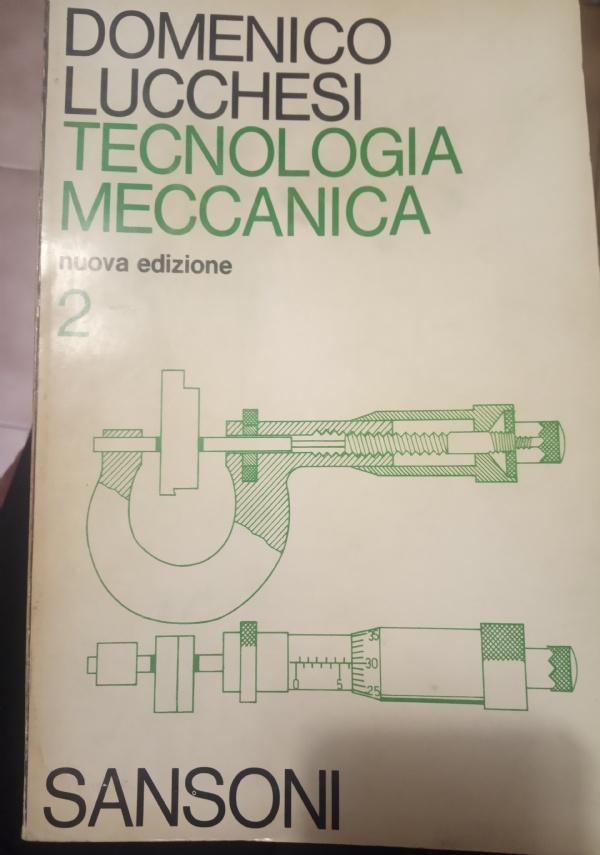 DOMENICO
LUCCHESI
TECNOLOGIA
MECCANICA
nuova edizione
2
35
30
0 5
25
SANSONI